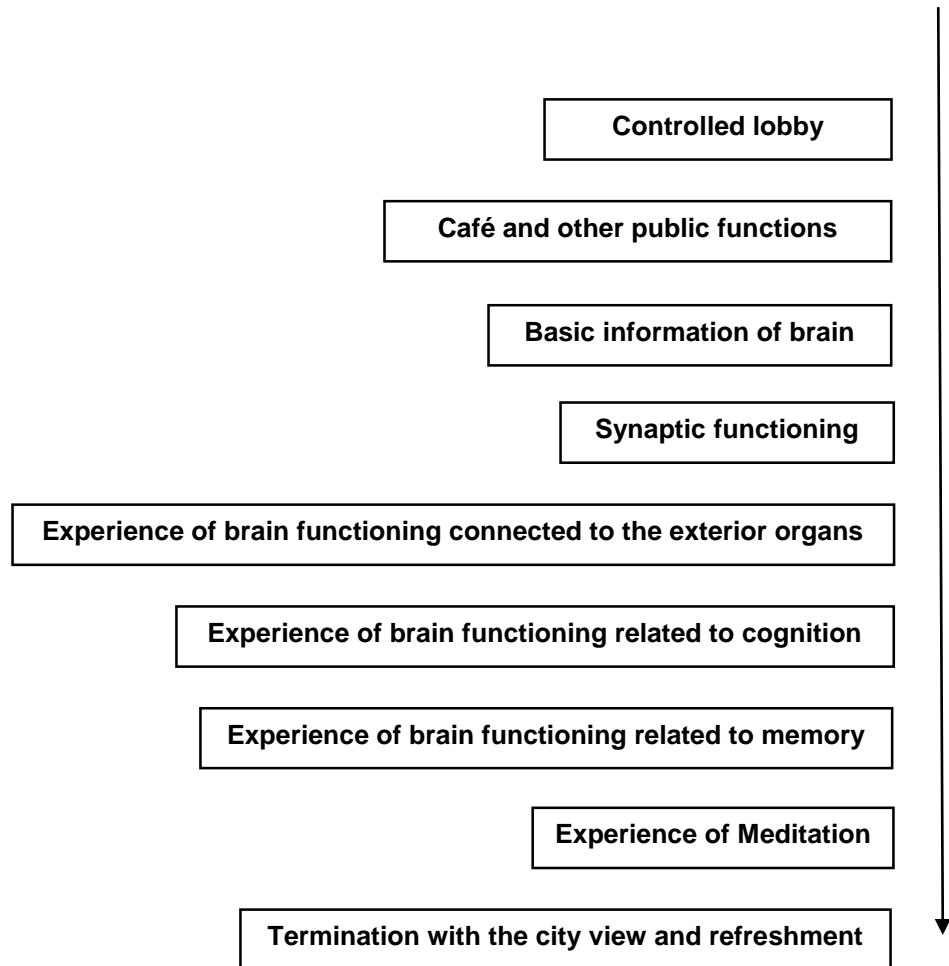 Controlled lobby
Café and other public functions
Basic information of brain
Synaptic functioning
Experience of brain functioning connected to the exterior organs
Experience of brain functioning related to cognition
Experience of brain functioning related to memory
Experience of Meditation
Termination with the city view and refreshment